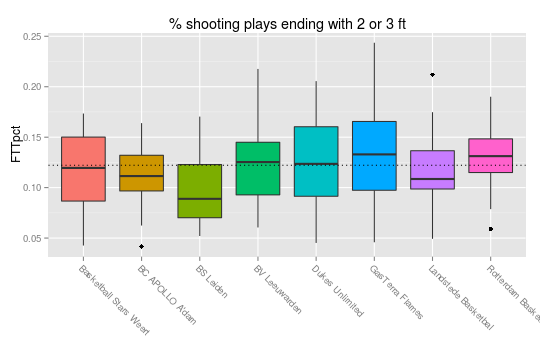 % shooting plays ending with 2 or 3 ft
FTTpct
0.25
0.20
0.15
0.10
0.05
Basketball Stars Weert
BC APOLLO A'dam
BS Leiden
BV Leeuwarden
Dukes Unlimited
GasTerra Flames
Landstede Basketbal
Rotterdam Baske